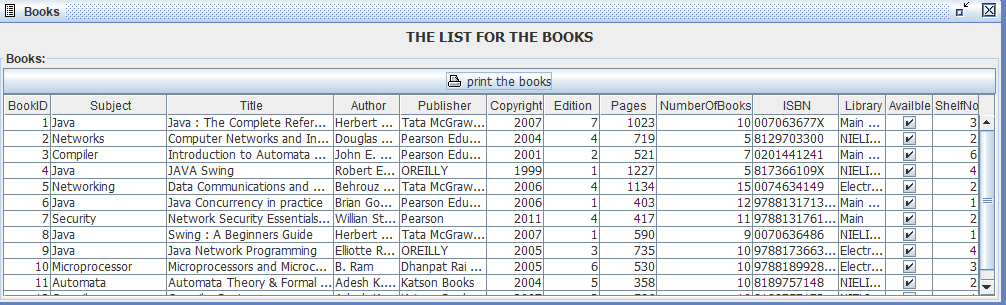 Books
THE LIST FOR THE BOOKS
Books:
print the books
BookID Subject Title Author Publisher Copyright Edition Pages NumberOfBooks ISBN Library Availble ShelfNo
1 Java Java : The Complete Refer... Herbert ... Tata McGraw... 2007 7 1023 10 007063677X Main ... 3
2 Networks Computer Networks and In... Douglas ... Pearson Edu... 2004 4 719 5 8129703300 NIELI... 2
3 Compiler Introduction to Automata ... John E. ... Pearson Edu... 2001 2 521 7 0201441241 Main ... 6
4 Java JAVA Swing Robert E... OREILLY 1999 1 1227 5 817366109X NIELI... 4
5 Networking Data Communications and ... Behrouz ... Tata McGraw... 2006 4 1134 15 0074634149 Electr... 2
6 Java Java Concurrency in practice Brian Go... Pearson Edu... 2006 1 403 12 9788131713... Main ... 1
7 Security Network Security Essentials... Willian St... Pearson 2011 4 417 11 9788131761... Main 2
8 Java Swing : A Beginners Guide Herbert ... Tata McGraw... 2007 1 590 9 0070636486 NIELI... 1
9 Java Java Network Programming Elliotte R... OREILLY 2005 3 735 10 9788173663... Electr... 4
10 Microprocessor Microprocessors and Microc... B. Ram Dhanpat Rai ... 2005 6 530 10 9788189928... Electr... 3
11 Automata Automata Theory & Formal ... Adesh K.... Katson Books 2004 5 358 10 8189757148 NIELI... 2